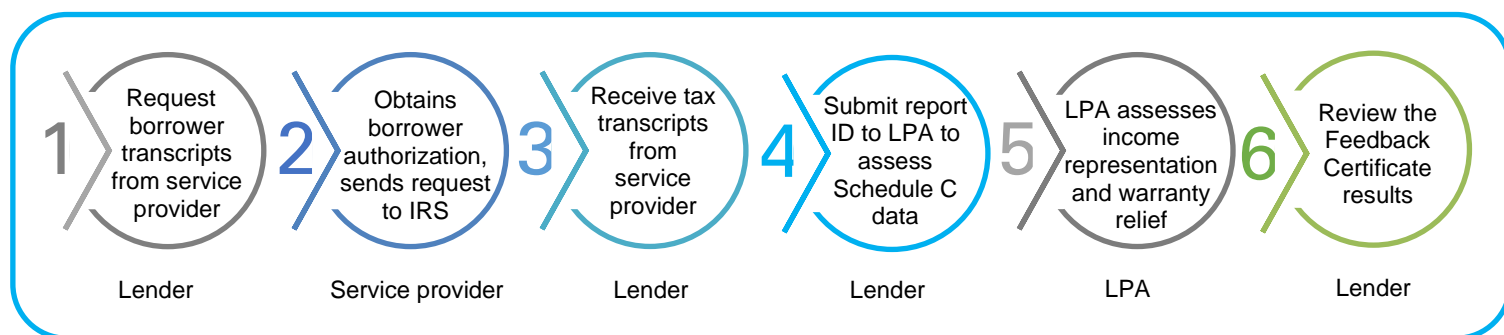 1
Request
borrower
transcripts
from service
provider
Lender
2
Obtains
borrower
authorization,
sends request
to IRS
Service provider
3
Receive tax
transcripts
from
service
provider
Lender
4
Submit report
ID to LPA to
assess
Schedule C
data
Lender
5
LPA assesses
income
representation
and warranty
relief
LPA
6
Review the
Feedback
Certificate
results
Lender